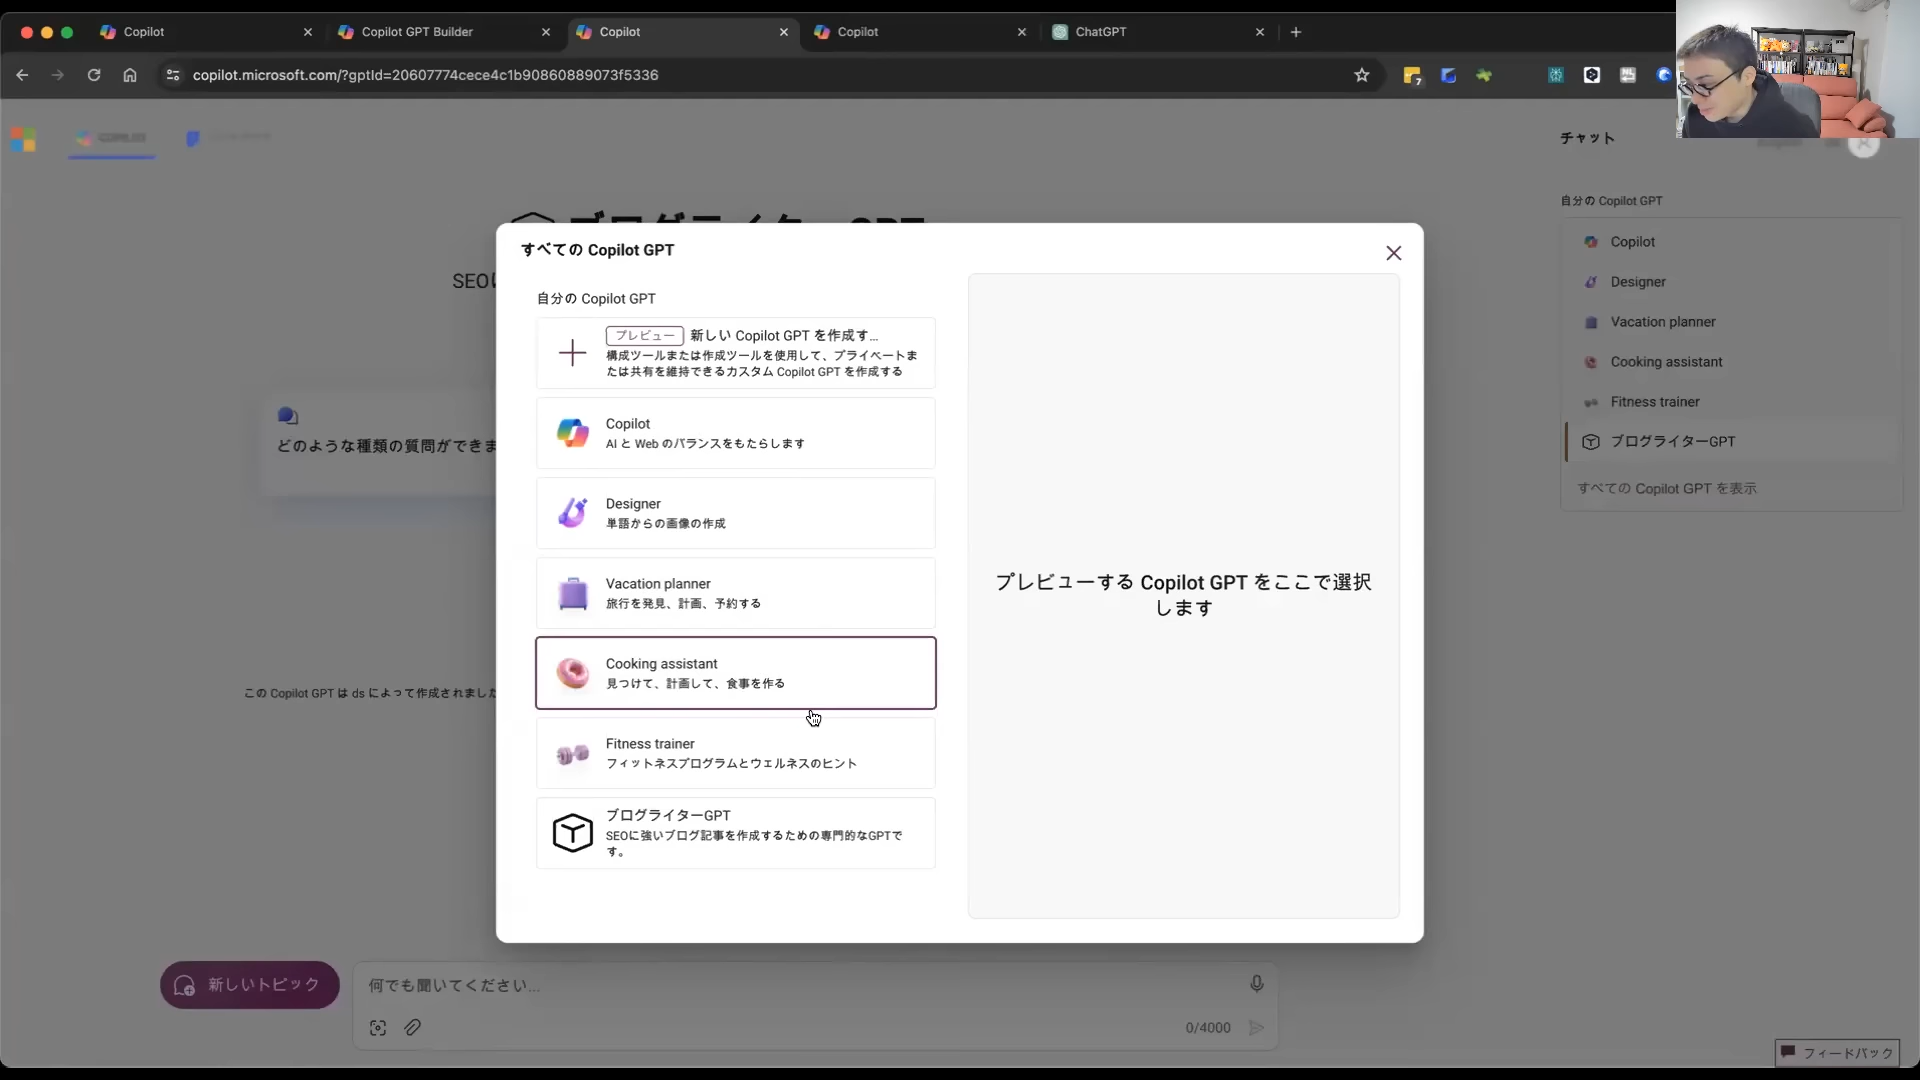 Copilot
Copilot GPT Builder
Copilot
Copilot
ChatGPT
copilot.microsoft.com/?gptId=20607774cece4c1b90860889073f5336
7
チャット
自分の Copilot GPT
Copilot
Designer
Vacation planner
Cooking assistant
Fitness trainer
ブログライターGPT
すべての Copilot GPT を表示
SEO
どのような種類の質問ができま
この Copilot GPT は ds によって作成されました
すべての Copilot GPT
自分の Copilot GPT
プレビュー 新しい Copilot GPT を作成す...
構成ツールまたは作成ツールを使用して、プライベートま
たは共有を維持できるカスタム Copilot GPT を作成する
Copilot
AI と Web のバランスをもたらします
Designer
単語からの画像の作成
Vacation planner
旅行を発見、計画、予約する
Cooking assistant
見つけて、計画して、食事を作る
Fitness trainer
フィットネスプログラムとウェルネスのヒント
ブログライターGPT
SEOに強いブログ記事を作成するための専門的なGPTで
す。
プレビューする Copilot GPT をここで選択
します
新しいトピック
何でも聞いてください...
0/4000
フィードバック